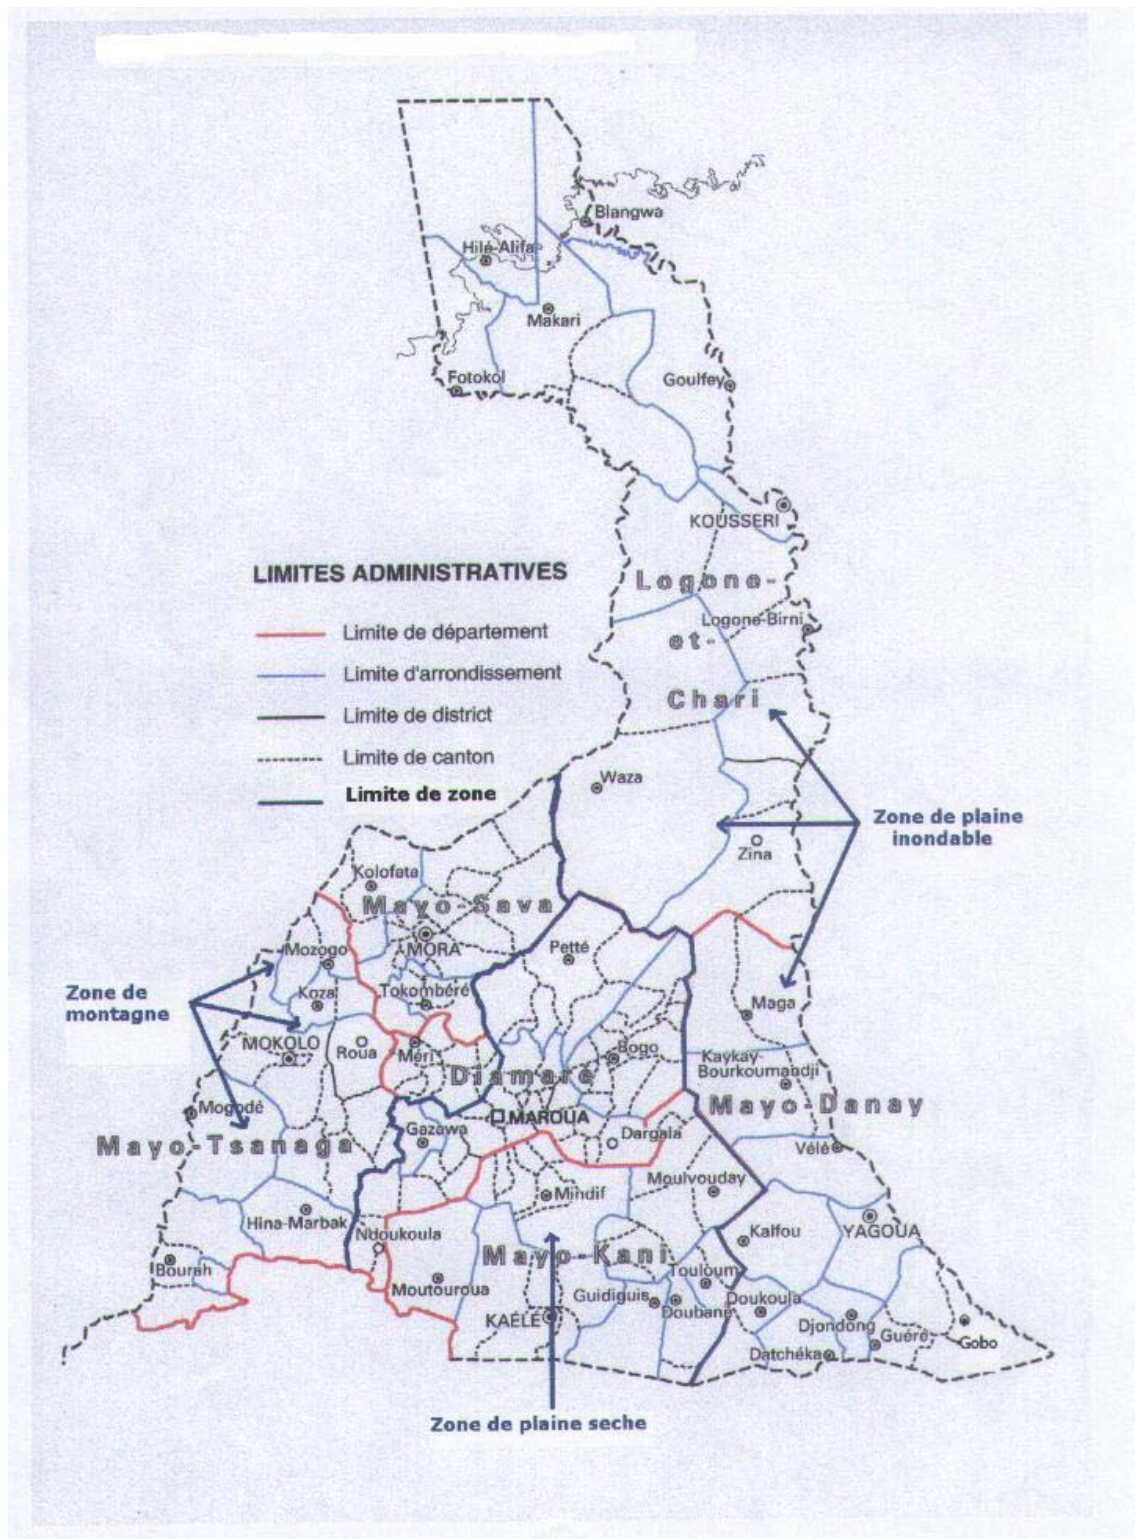 Blangwa
Hilé-Alifa
Makari
Fotokol
Goulfey
KOUSSERI
LIMITES ADMINISTRATIVES
Limite de département
Limite d'arrondissement
Limite de district
Limite de canton
Limite de zone
Logone-
et-
Chari
Logone-Birni
Waza
Zina
Zone de plaine
inondable
Kolofata
Mayo-Sava
MORA
Mozogo
Koza
Tokombéré
Petté
Maga
Zone de
montagne
MOKOLO
Roua
Méri
Bogo
Diamaré
Kaykay-
Bourkoumandji
Mayo-Danay
Mogodé
MAROUA
Gazawa
Dargala
Mayo-Tsanaga
Vélé
Moulvouday
Mindif
Hina-Marbak
Ndoukoula
Kalfou
YAGOUA
Mayo-Kani
Bourah
Touloum
Moutouroua
Guidiguis
Doubané
Doukoula
KAÉLÉ
Djondong
Guéré
Gobo
Datchéka
Zone de plaine seche